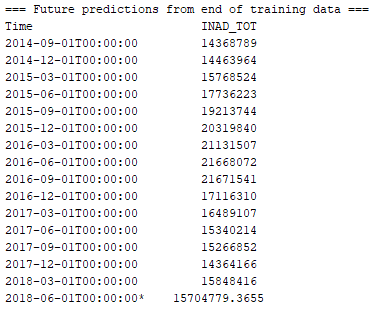 === Future predictions from end of training data ===
Time INAD_TOT
2014-09-01T00:00:00 14368789
2014-12-01T00:00:00 14463964
2015-03-01T00:00:00 15768524
2015-06-01T00:00:00 17736223
2015-09-01T00:00:00 19213744
2015-12-01T00:00:00 20319840
2016-03-01T00:00:00 21131507
2016-06-01T00:00:00 21668072
2016-09-01T00:00:00 21671541
2016-12-01T00:00:00 17116310
2017-03-01T00:00:00 16489107
2017-06-01T00:00:00 15340214
2017-09-01T00:00:00 15266852
2017-12-01T00:00:00 14364166
2018-03-01T00:00:00 15848416
2018-06-01T00:00:00* 15704779.3655